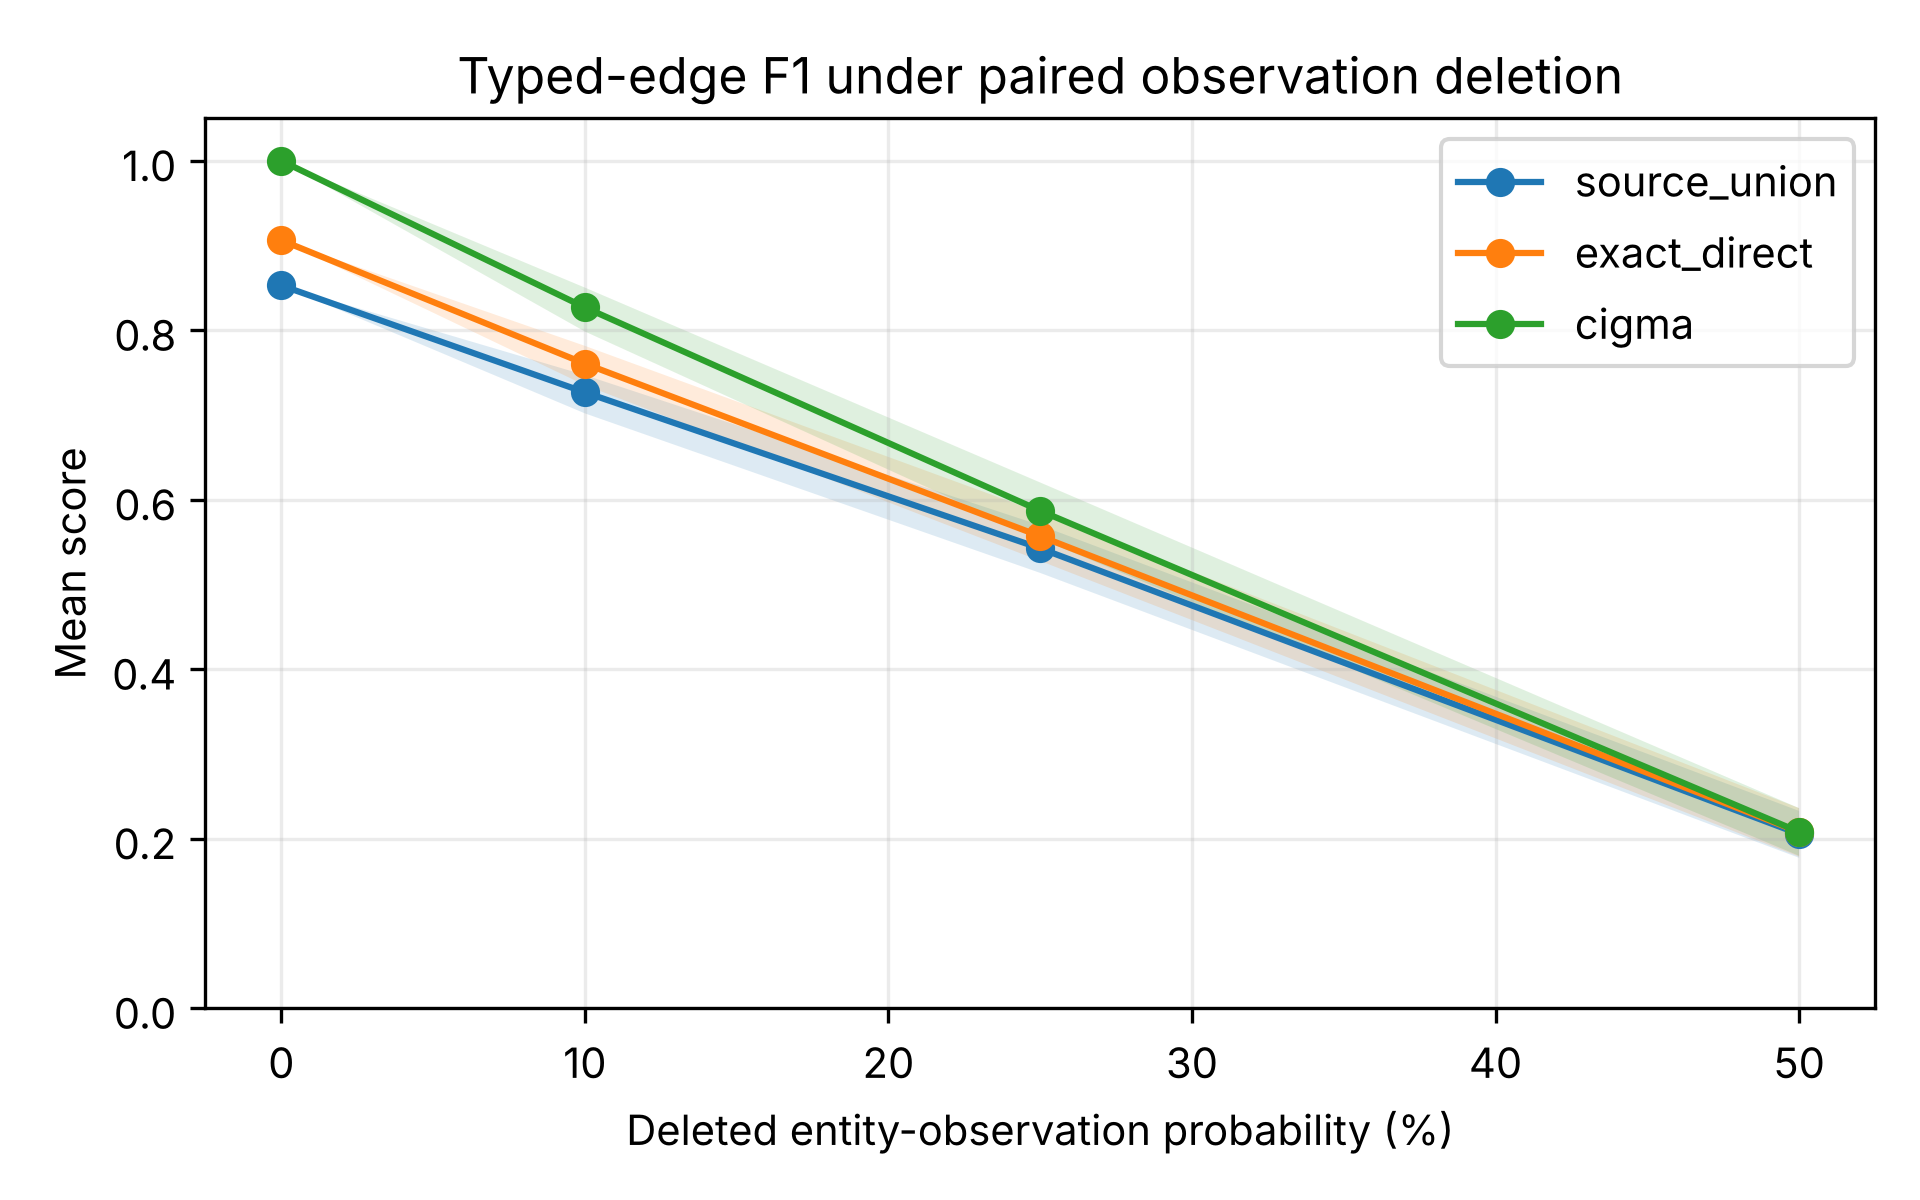 Typed-edge F1 under paired observation deletion
source_union
exact_direct
cigma
Mean score
1.0
0.8
0.6
0.4
0.2
0.0
0 10 20 30 40 50
Deleted entity-observation probability (%)